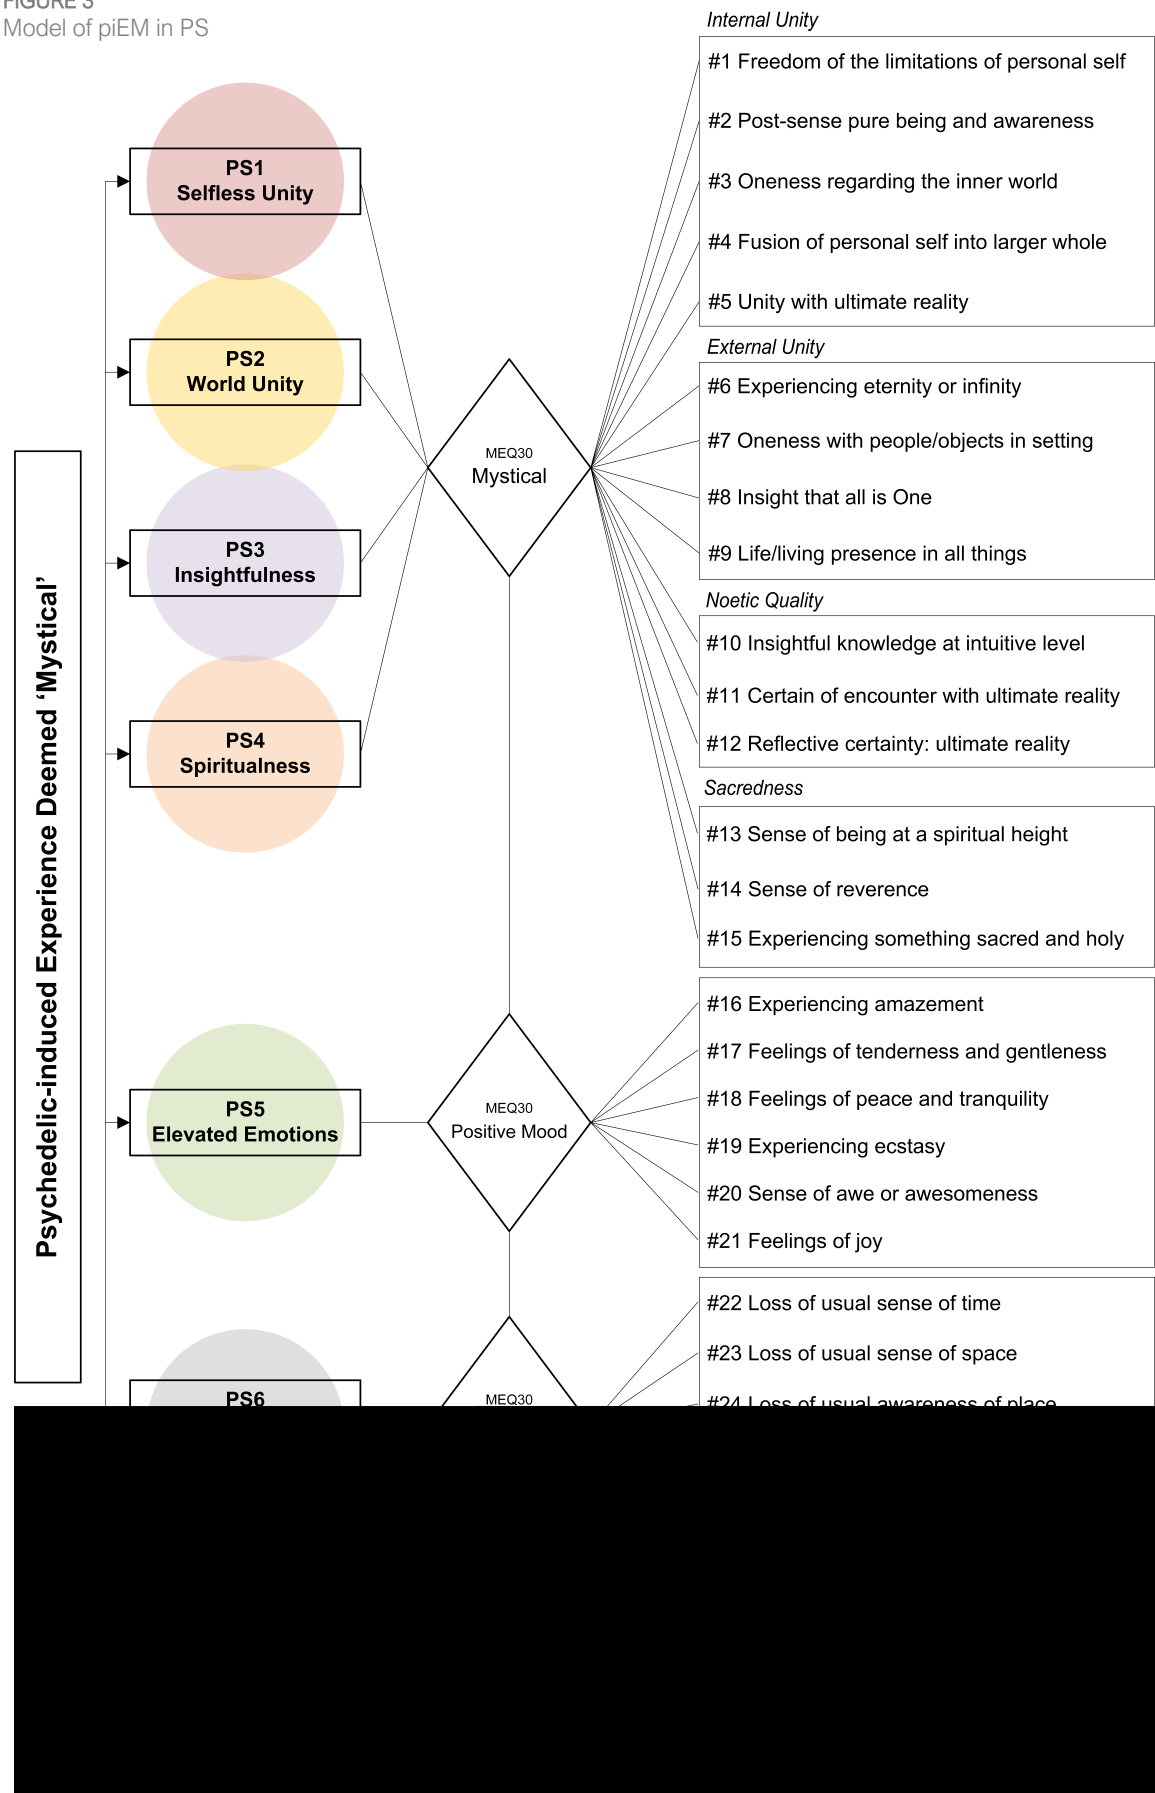 FIGURE 3
Model of piEM in PS
Psychedelic-induced Experience Deemed ‘Mystical’
PS1
Selfless Unity
PS2
World Unity
PS3
Insightfulness
PS4
Spiritualness
PS5
Elevated Emotions
PS6
MEQ30
Mystical
MEQ30
Positive Mood
MEQ30
Internal Unity
#1 Freedom of the limitations of personal self
#2 Post-sense pure being and awareness
#3 Oneness regarding the inner world
#4 Fusion of personal self into larger whole
#5 Unity with ultimate reality
External Unity
#6 Experiencing eternity or infinity
#7 Oneness with people/objects in setting
#8 Insight that all is One
#9 Life/living presence in all things
Noetic Quality
#10 Insightful knowledge at intuitive level
#11 Certain of encounter with ultimate reality
#12 Reflective certainty: ultimate reality
Sacredness
#13 Sense of being at a spiritual height
#14 Sense of reverence
#15 Experiencing something sacred and holy
#16 Experiencing amazement
#17 Feelings of tenderness and gentleness
#18 Feelings of peace and tranquility
#19 Experiencing ecstasy
#20 Sense of awe or awesomeness
#21 Feelings of joy
#22 Loss of usual sense of time
#23 Loss of usual sense of space
#24 Loss of usual awareness of place